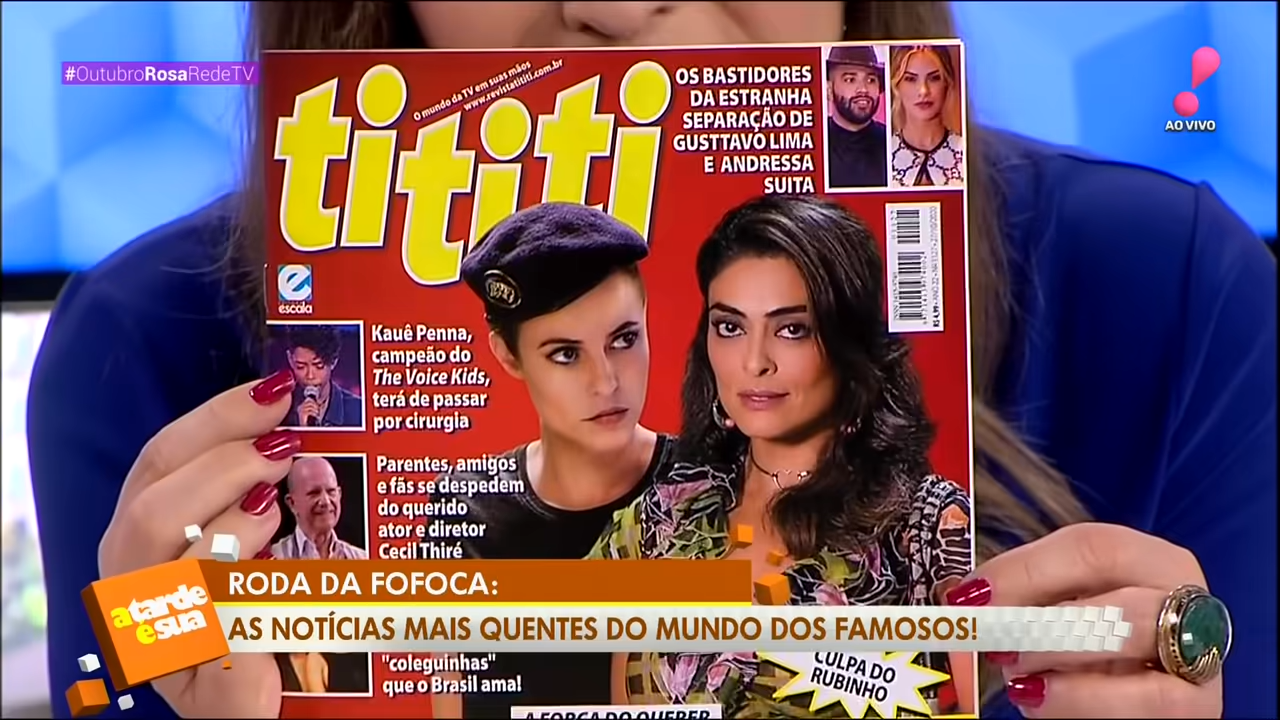 #OutubroRosaRedeTV
AO VIVO
O mundo da TV em suas mãos
www.revistatititi.com.br
tititi
OS BASTIDORES
DA ESTRANHA
SEPARAÇÃO DE
GUSTTAVO LIMA
E ANDRESSA
SUITA
e
escala
Kauê Penna,
campeão do
The Voice Kids,
terá de passar
por cirurgia
Parentes, amigos
e fãs se despedem
do querido
ator e diretor
Cecil Thiré
a tarde
é sua
RODA DA FOFOCA:
AS NOTÍCIAS MAIS QUENTES DO MUNDO DOS FAMOSOS!
"coleguinhas"
que o Brasil ama!
CULPA DO
RUBINHO
A FORÇA DO QUERER